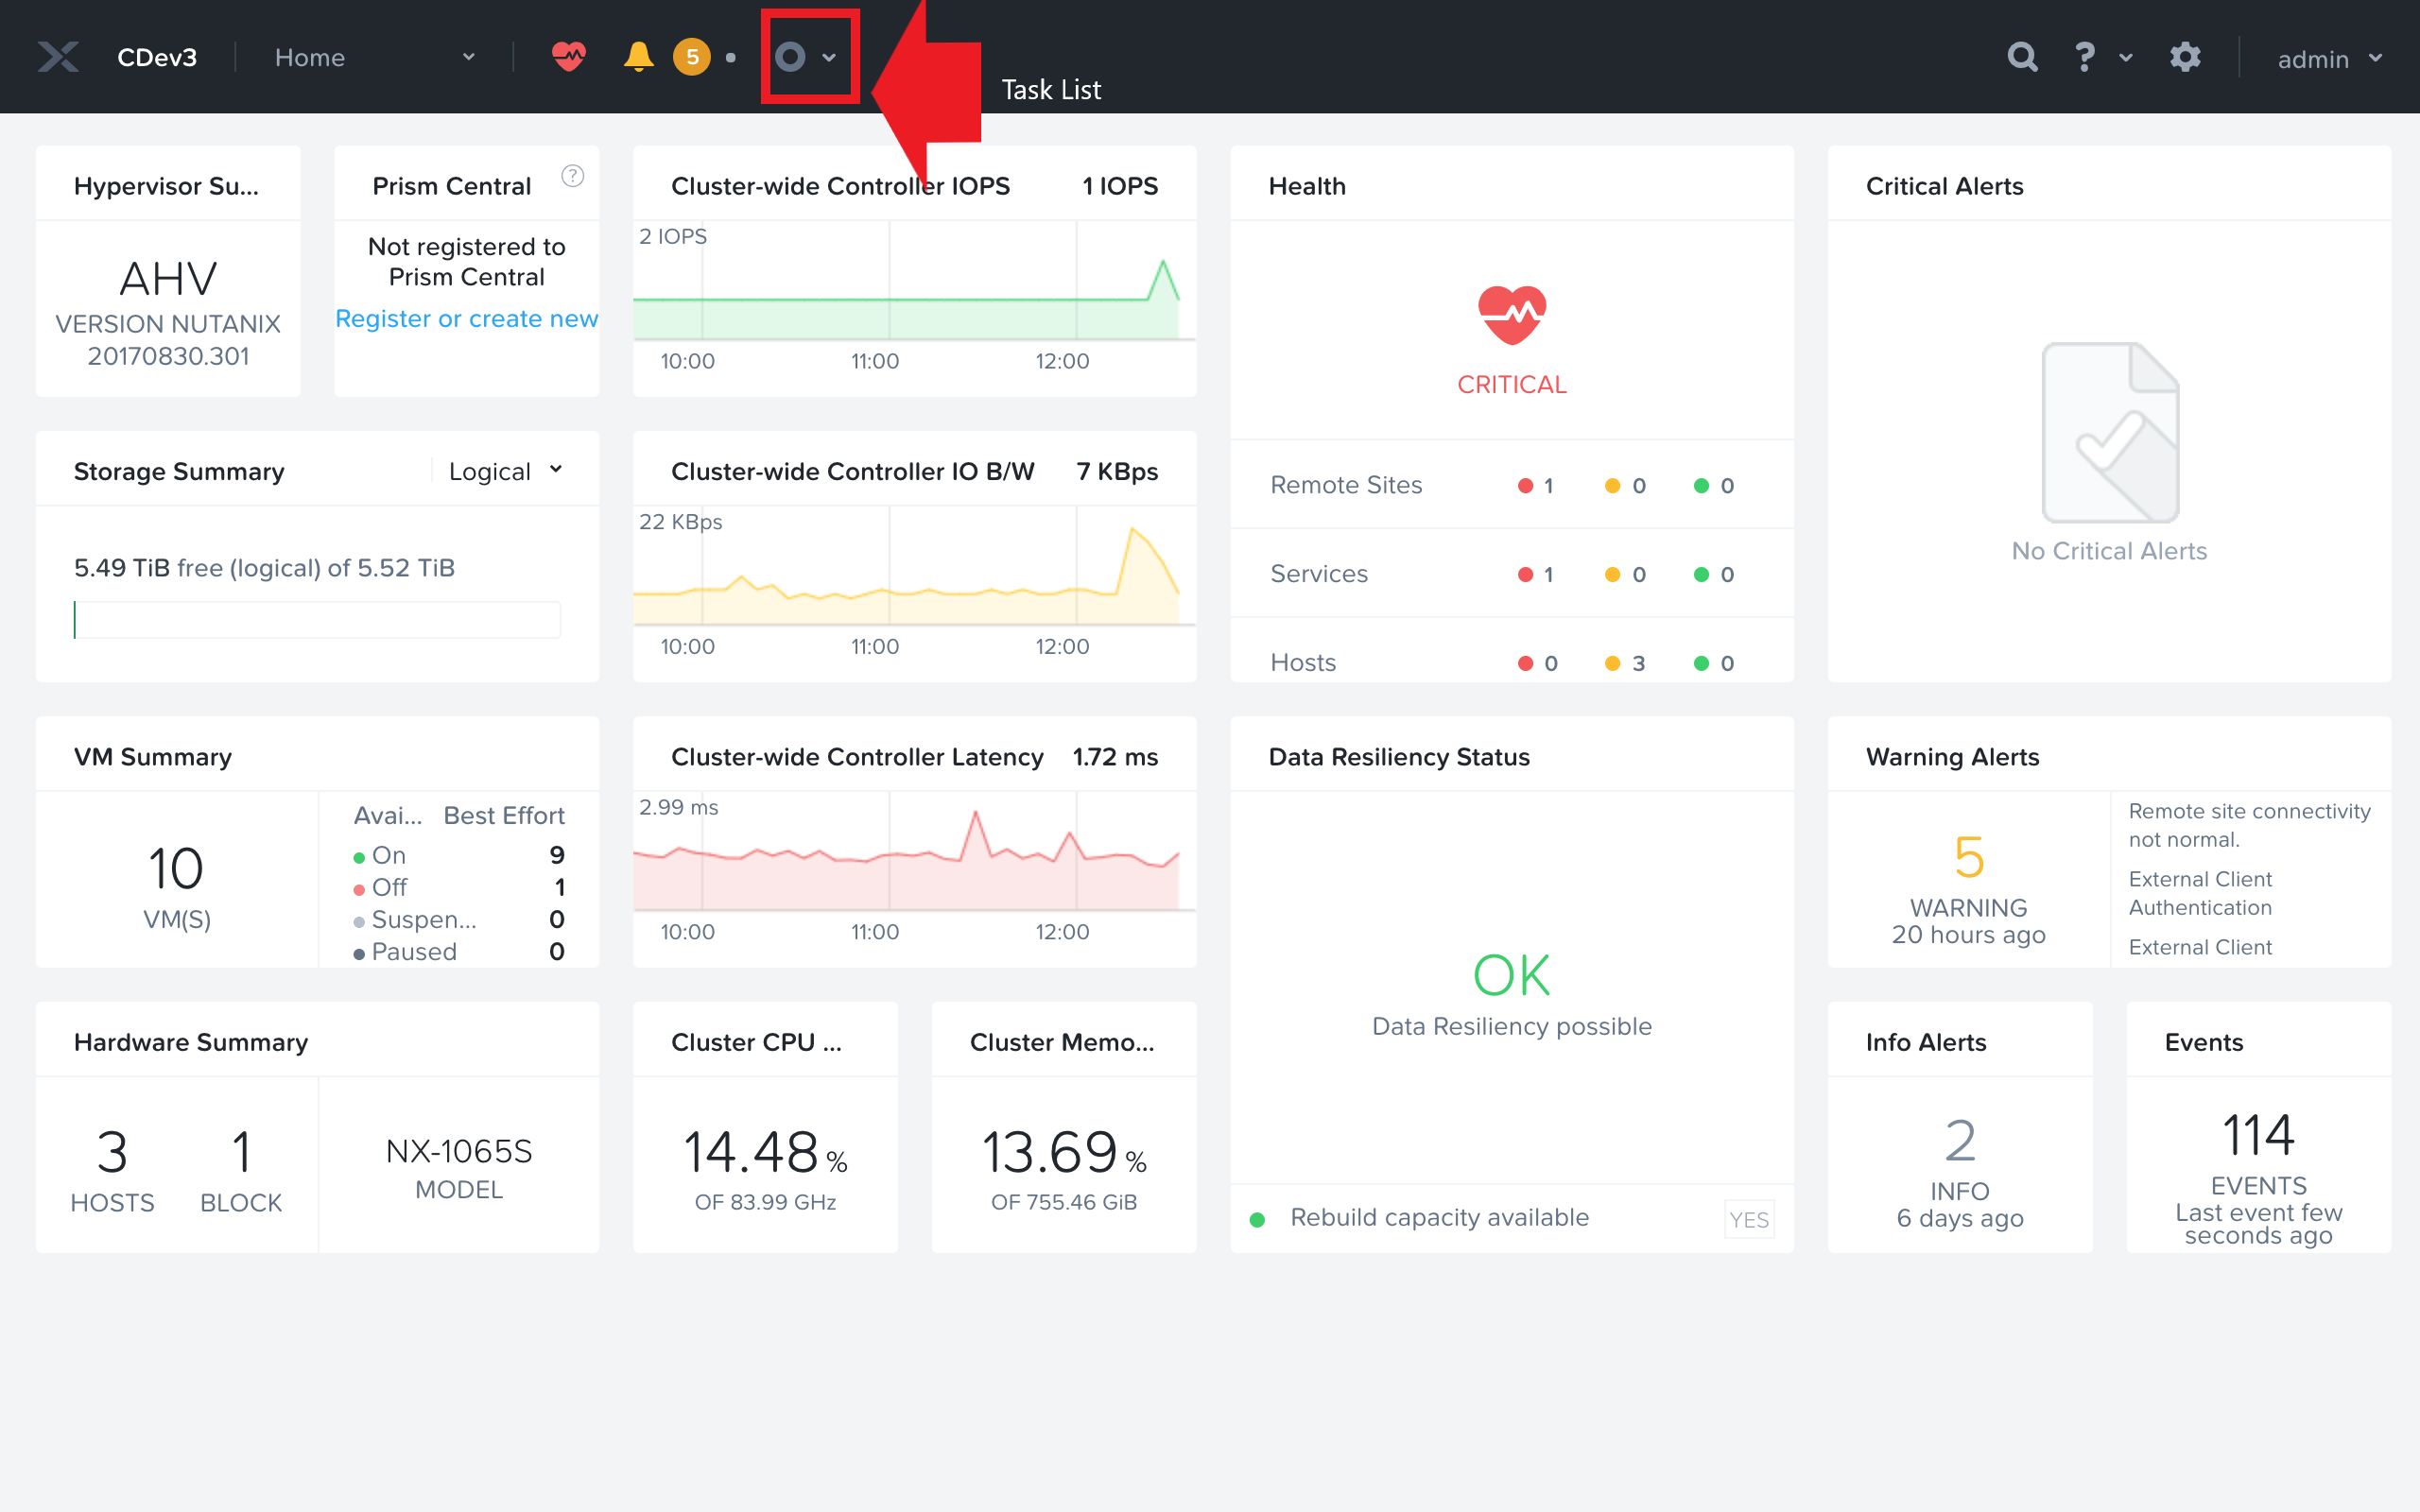 CDev3
Home
5
Task List
?
admin
Hypervisor Su...
AHV
VERSION NUTANIX
20170830.301
Prism Central
?
Not registered to
Prism Central
Register or create new
Cluster-wide Controller IOPS 1 IOPS
2 IOPS
10:00 11:00 12:00
Health
CRITICAL
Remote Sites 1 0 0
Services 1 0 0
Hosts 0 3 0
Critical Alerts
No Critical Alerts
Storage Summary Logical
5.49 TiB free (logical) of 5.52 TiB
Cluster-wide Controller IO B/W 7 KBps
22 KBps
10:00 11:00 12:00
VM Summary
10
VM(S)
Avai... Best Effort
On 9
Off 1
Suspen... 0
Paused 0
Cluster-wide Controller Latency 1.72 ms
2.99 ms
10:00 11:00 12:00
Data Resiliency Status
OK
Data Resiliency possible
Rebuild capacity available YES
Warning Alerts
5
WARNING
20 hours ago
Remote site connectivity
not normal.
External Client
Authentication
External Client
Hardware Summary
3
HOSTS
1
BLOCK
NX-1065S
MODEL
Cluster CPU ...
14.48 %
OF 83.99 GHz
Cluster Memo...
13.69 %
OF 755.46 GiB
Info Alerts
2
INFO
6 days ago
Events
114
EVENTS
Last event few
seconds ago